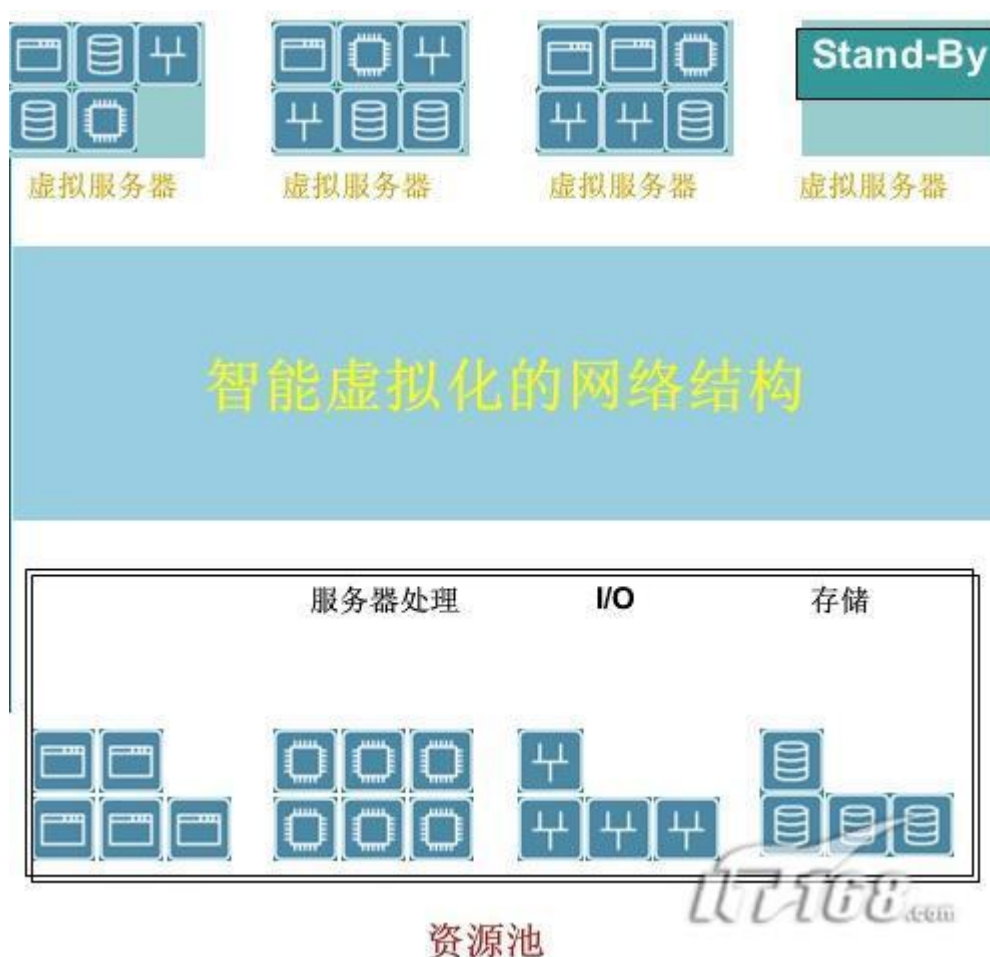 Stand-By
虚拟服务器
虚拟服务器
虚拟服务器
虚拟服务器
智能虚拟化的网络结构
服务器处理
I/O
存储
IT168.com
资源池